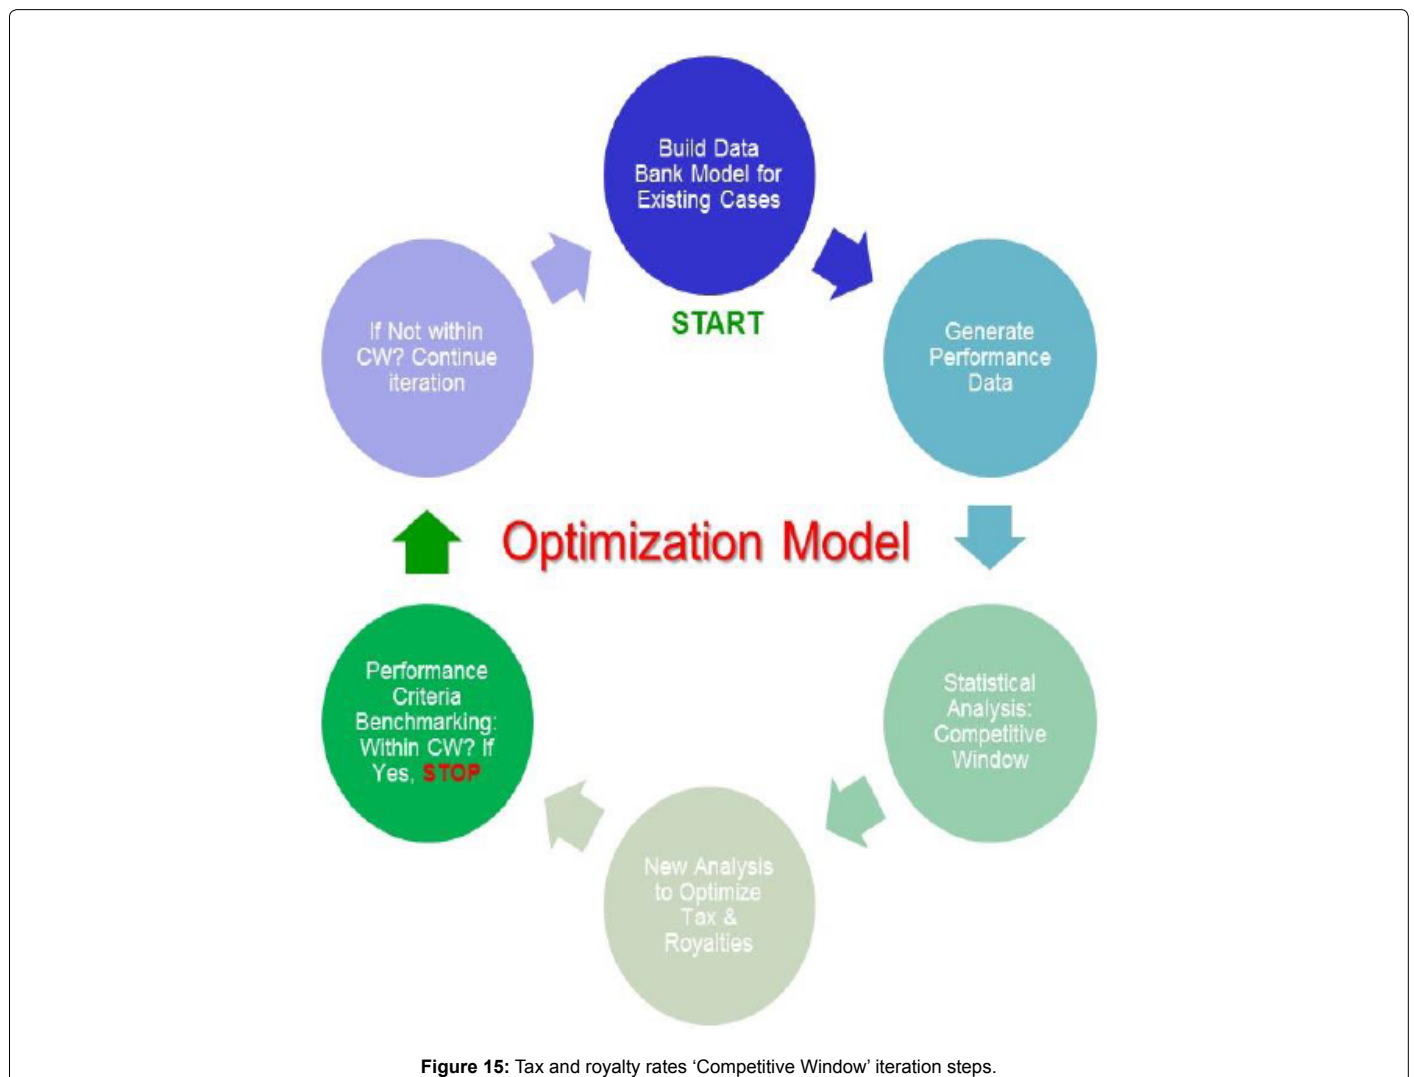 Build Data
Bank Model for
Existing Cases
START
Generate
Performance
Data
If Not within
CW? Continue
iteration
Optimization Model
Statistical
Analysis:
Competitive
Window
New Analysis
to Optimize
Tax &
Royalties
Performance
Criteria
Benchmarking:
Within CW? If
Yes, STOP
Figure 15: Tax and royalty rates ‘Competitive Window’ iteration steps.